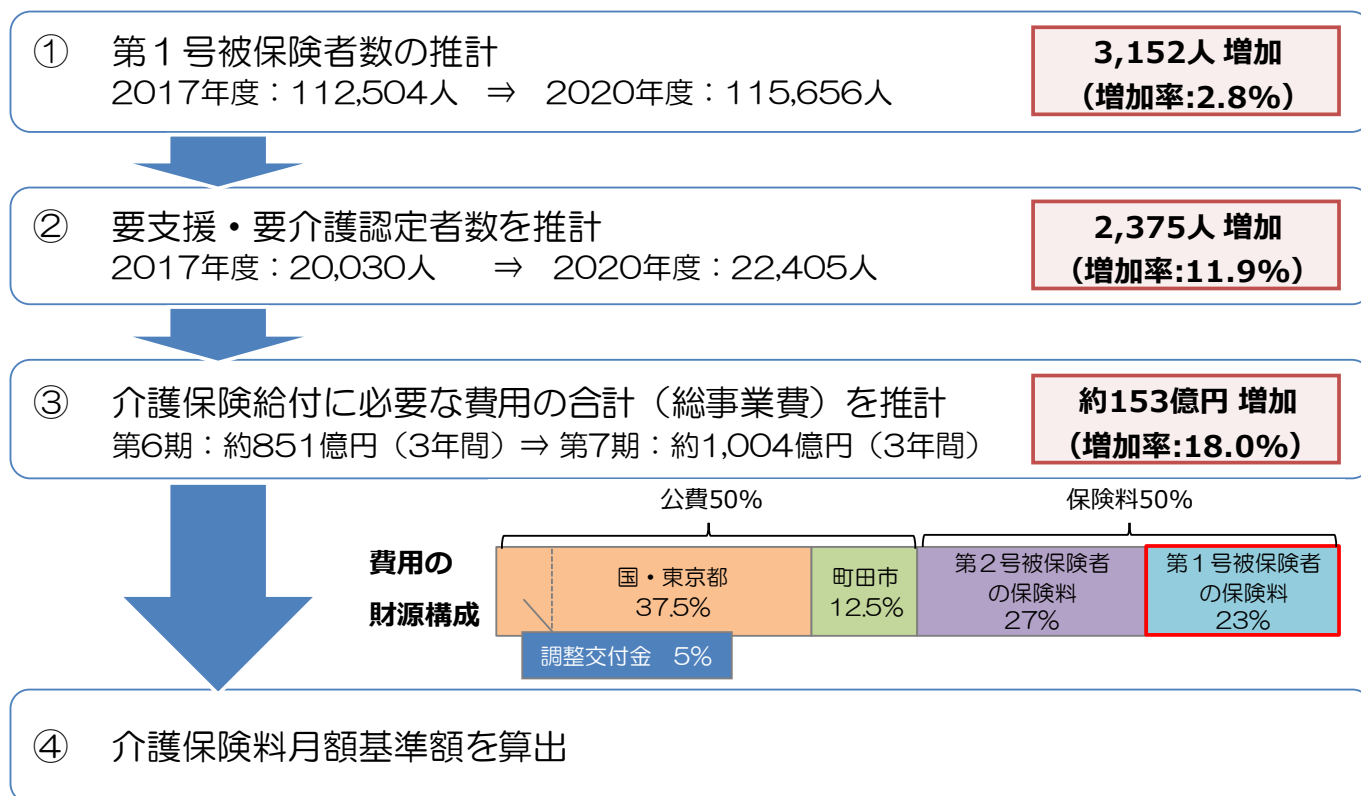 ① 第1号被保険者数の推計
2017年度：112,504人 ⇒ 2020年度：115,656人
3,152人 増加
（増加率:2.8%）
② 要支援・要介護認定者数を推計
2017年度：20,030人 ⇒ 2020年度：22,405人
2,375人 増加
（増加率:11.9%）
③ 介護保険給付に必要な費用の合計（総事業費）を推計
第6期：約851億円（3年間）⇒ 第7期：約1,004億円（3年間）
約153億円 増加
（増加率:18.0%）
公費50%
保険料50%
費用の
財源構成
国・東京都
37.5%
町田市
12.5%
第２号被保険者
の保険料
27%
第１号被保険者
の保険料
23%
調整交付金 5%
④ 介護保険料月額基準額を算出